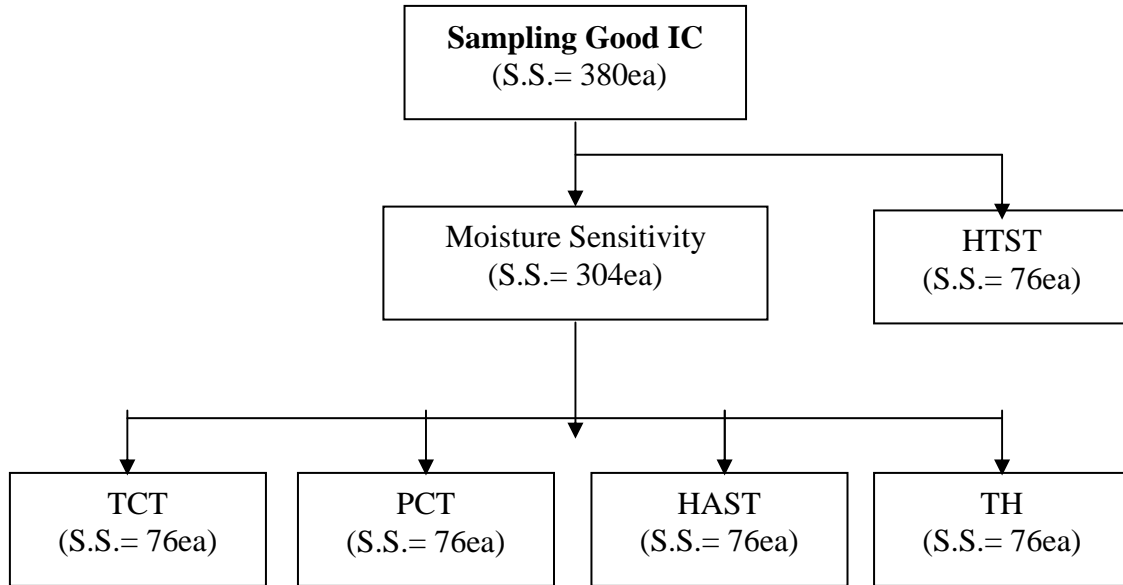 Sampling Good IC
(S.S.= 380ea)
Moisture Sensitivity
(S.S.= 304ea)
HTST
(S.S.= 76ea)
TCT
(S.S.= 76ea)
PCT
(S.S.= 76ea)
HAST
(S.S.= 76ea)
TH
(S.S.= 76ea)